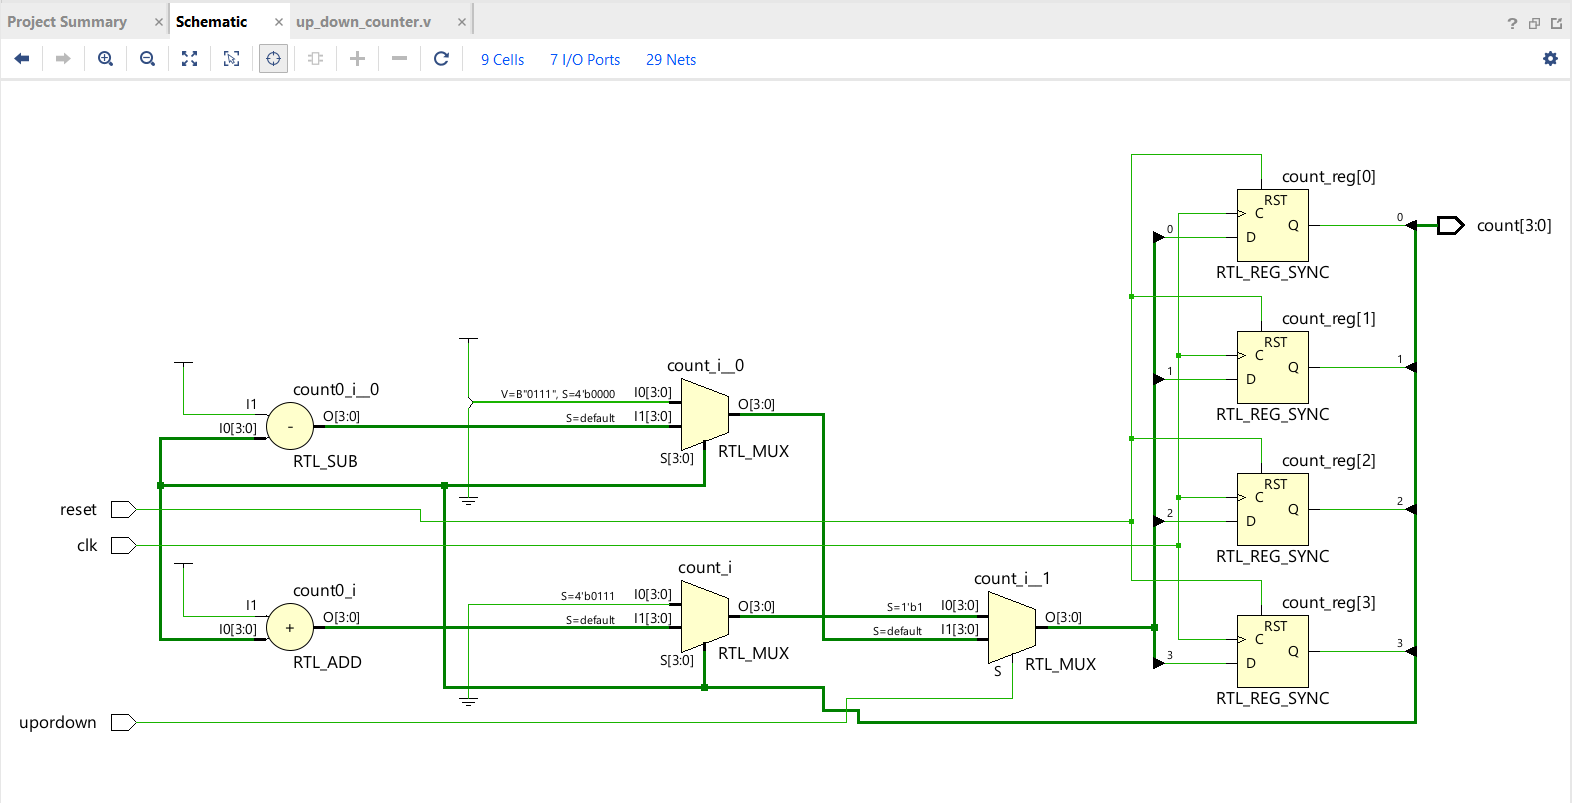 Project Summary × Schematic × up_down_counter.v ×
?
9 Cells 7 I/O Ports 29 Nets
count_reg[0]
RST
C
Q
D
0
0
count[3:0]
RTL_REG_SYNC
count_reg[1]
RST
C
Q
D
1
1
RTL_REG_SYNC
count_i__0
V=B"0111", S=4'b0000 I0[3:0]
S=default I1[3:0]
O[3:0]
S[3:0]
RTL_MUX
count0_i__0
I1
I0[3:0]
-
O[3:0]
RTL_SUB
count_reg[2]
RST
C
Q
D
2
2
RTL_REG_SYNC
reset
clk
count0_i
I1
I0[3:0]
+
O[3:0]
RTL_ADD
count_i
S=4'b0111 I0[3:0]
S=default I1[3:0]
O[3:0]
S[3:0]
RTL_MUX
count_i__1
S=1'b1 I0[3:0]
S=default I1[3:0]
O[3:0]
S
RTL_MUX
count_reg[3]
RST
C
Q
D
3
3
RTL_REG_SYNC
upordown